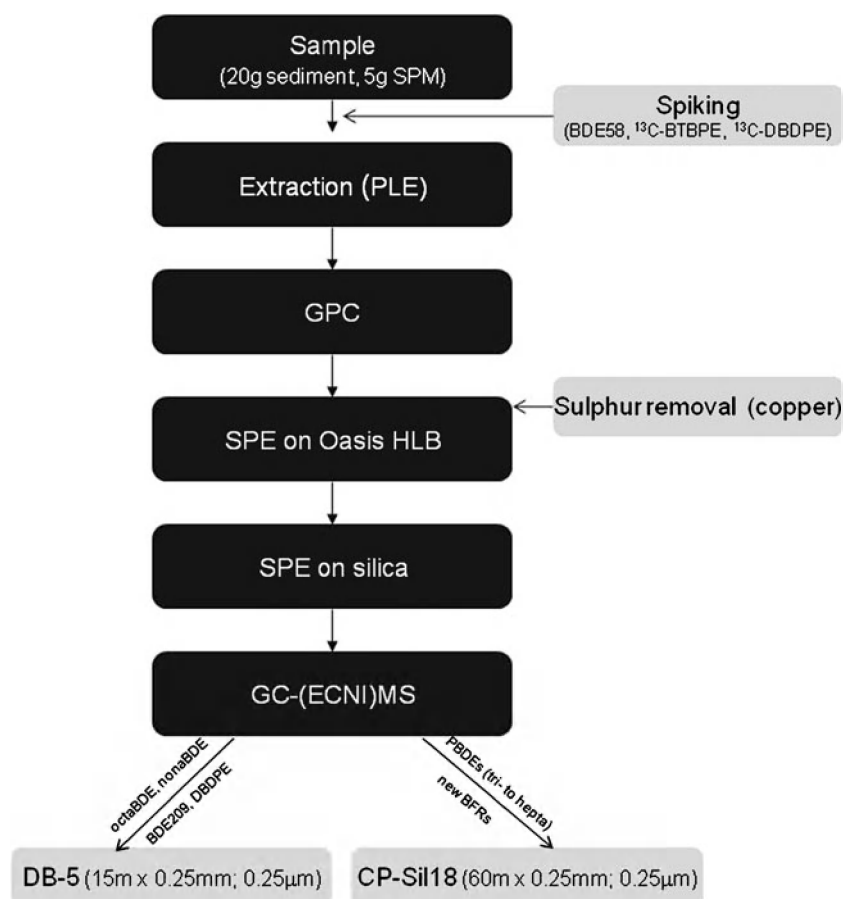 Sample
(20g sediment, 5g SPM)
Spiking
(BDE58, ¹³C-BTBPE, ¹³C-DBDPE)
Extraction (PLE)
GPC
Sulphur removal (copper)
SPE on Oasis HLB
SPE on silica
GC-(ECNI)MS
octaBDE, nonaBDE
BDE209, DBDPE
PBDEs (tri- to hepta)
new BFRs
DB-5 (15m x 0.25mm; 0.25µm)
CP-Sil18 (60m x 0.25mm; 0.25µm)